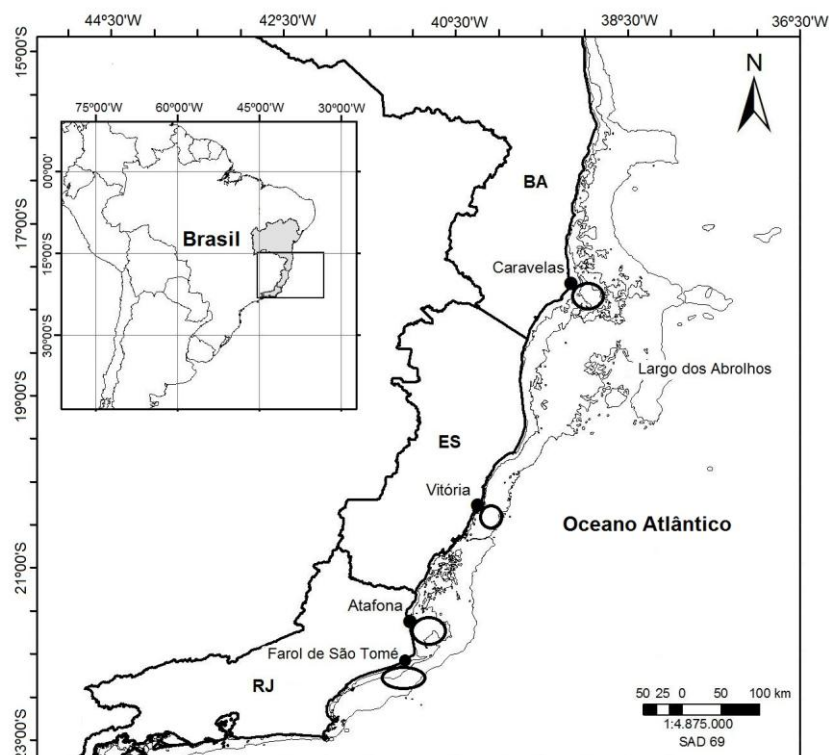 44°30'W 42°30'W 40°30'W 38°30'W 36°30'W
15°00'S
17°00'S
19°00'S
21°00'S
23°00'S
75°00'W 60°00'W 45°00'W 30°00'W
00°00'
15°00'S
30°00'S
Brasil
N
BA
Caravelas
Largo dos Abrolhos
ES
Vitória
Oceano Atlântico
Atafona
Farol de São Tomé
RJ
50 25 0 50 100 km
1:4.875.000
SAD 69